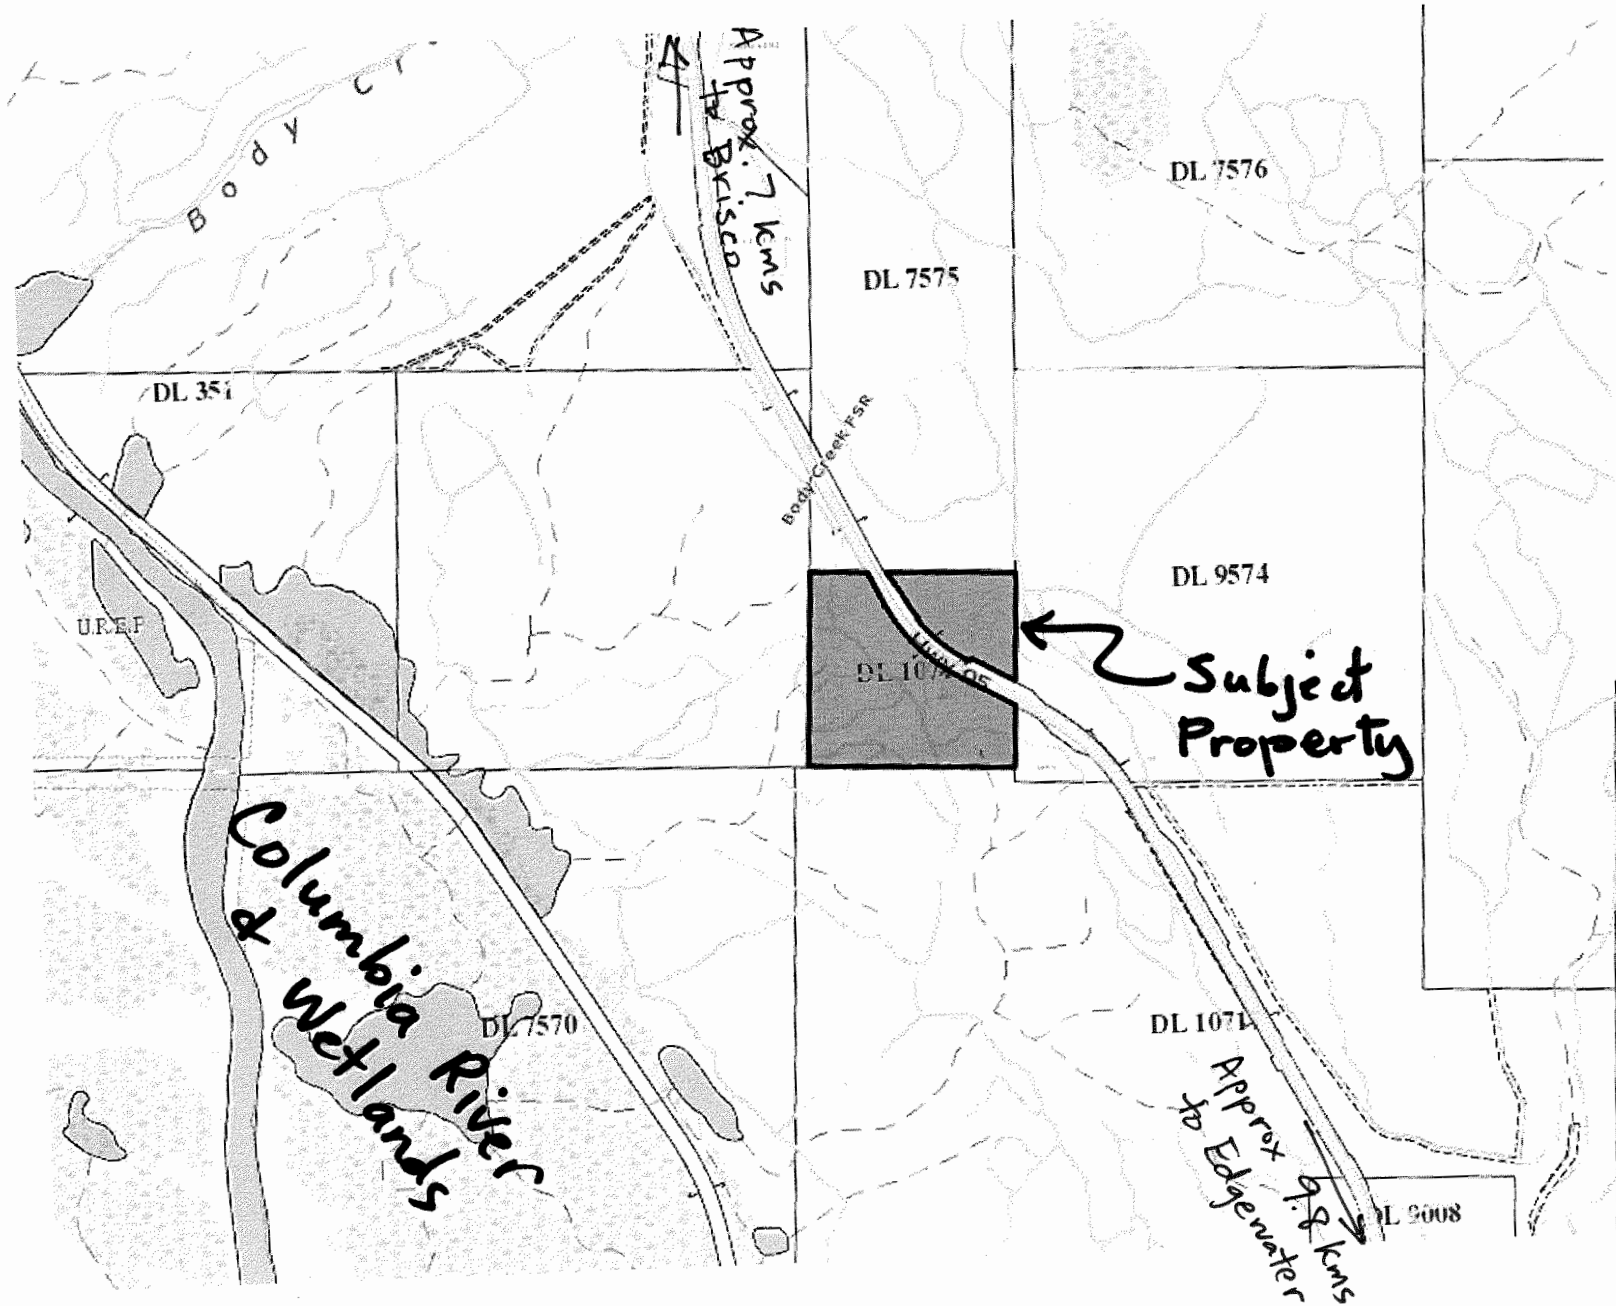 Body Cr
Approx. 7 kms
to Brisco
DL 7576
DL 7575
DL 351
Body Creek FSR
DL 9574
U.R.E.P
Subject
Property
Columbia River
&
Wetlands
DL 7570
DL 1071
Approx 9.8 kms
to Edgewater
DL 9008